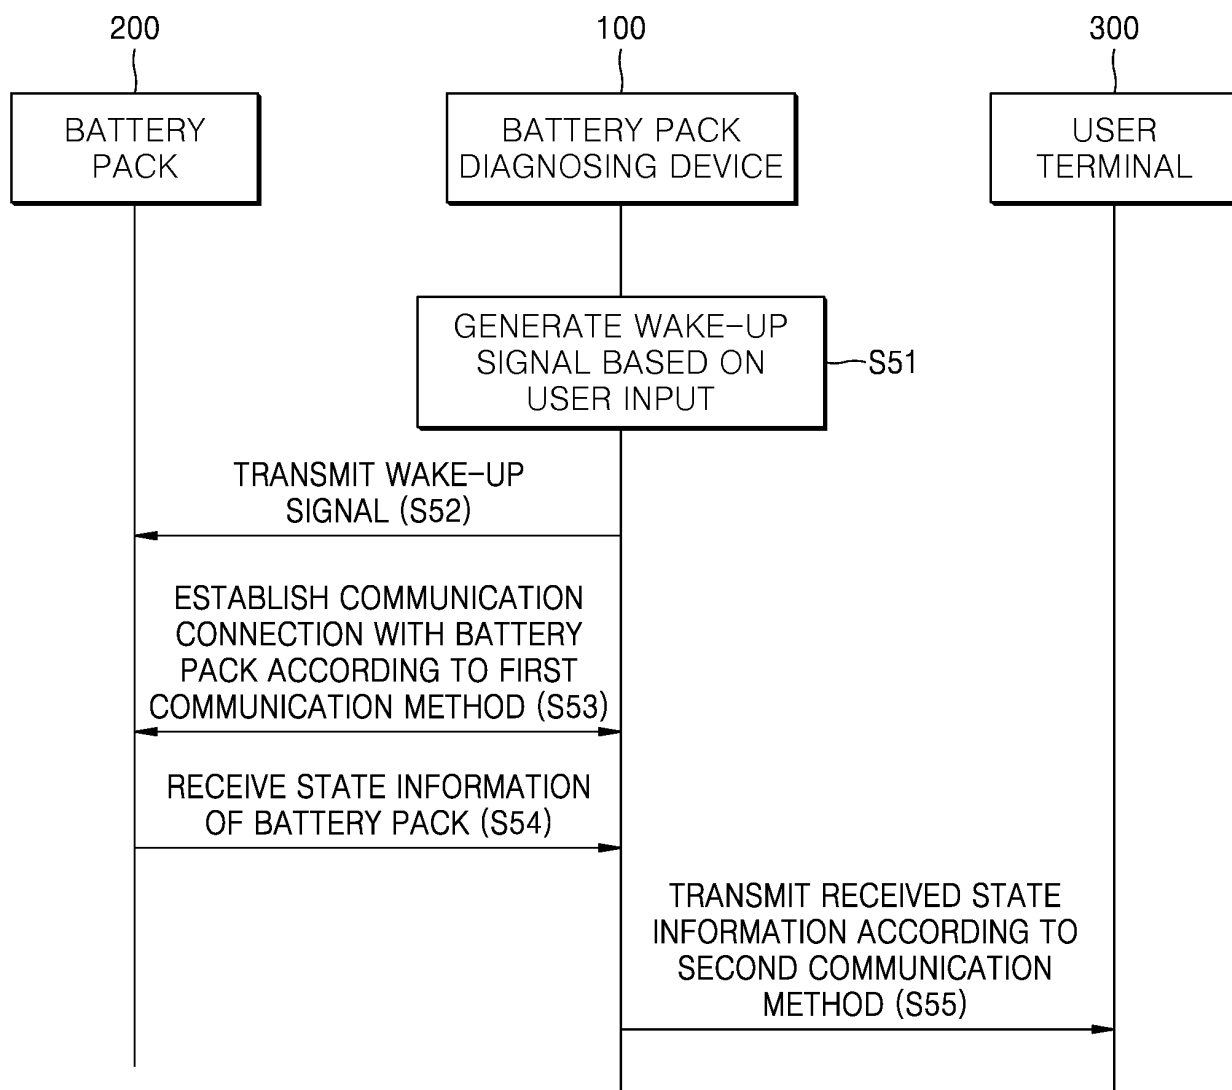 200
100
300
BATTERY
PACK
BATTERY PACK
DIAGNOSING DEVICE
USER
TERMINAL
GENERATE WAKE-UP
SIGNAL BASED ON
USER INPUT
S51
TRANSMIT WAKE-UP
SIGNAL (S52)
ESTABLISH COMMUNICATION
CONNECTION WITH BATTERY
PACK ACCORDING TO FIRST
COMMUNICATION METHOD (S53)
RECEIVE STATE INFORMATION
OF BATTERY PACK (S54)
TRANSMIT RECEIVED STATE
INFORMATION ACCORDING TO
SECOND COMMUNICATION
METHOD (S55)